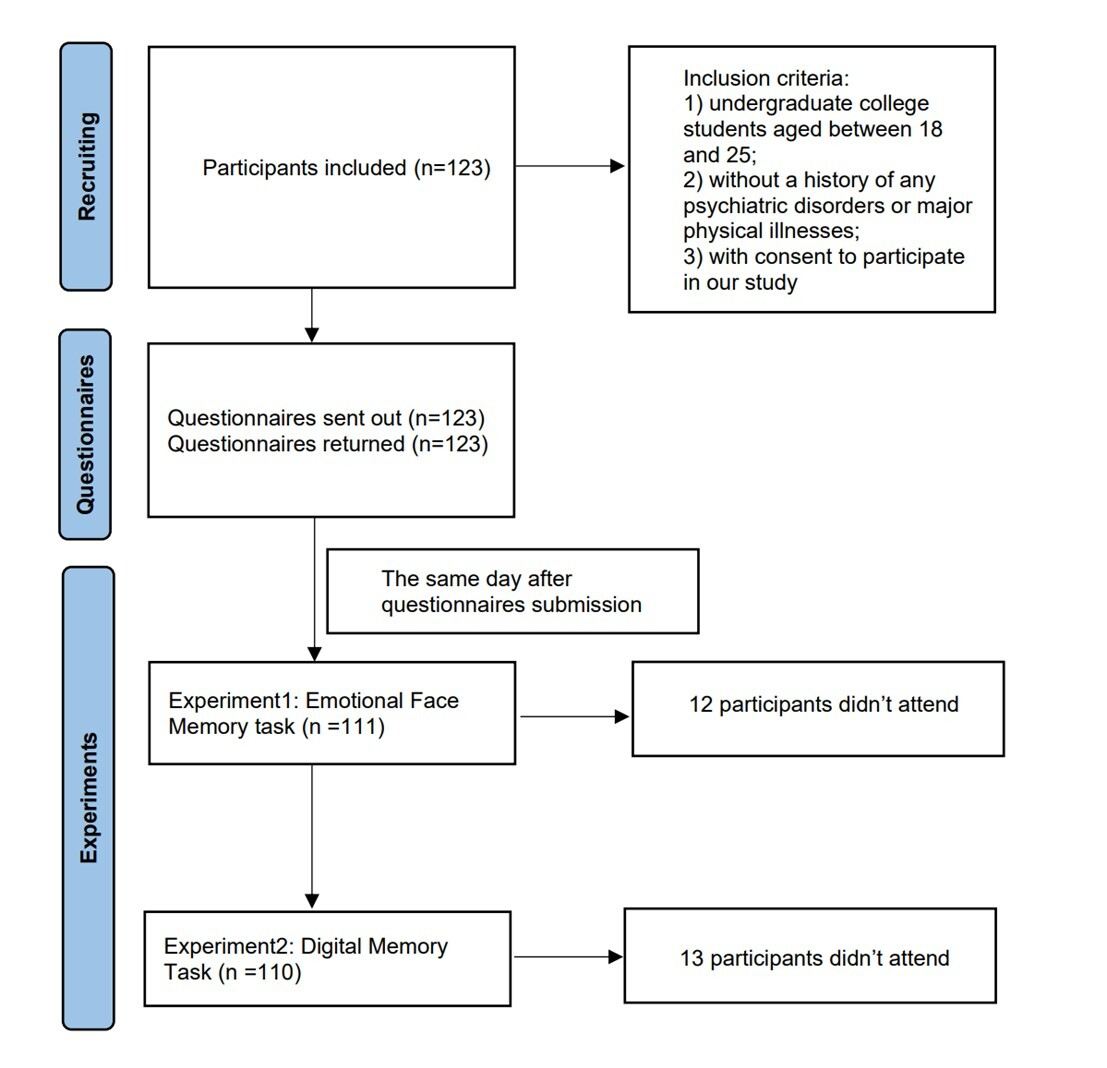 Recruiting
Participants included (n=123)
Inclusion criteria:
1) undergraduate college
students aged between 18
and 25;
2) without a history of any
psychiatric disorders or major
physical illnesses;
3) with consent to participate
in our study
Questionnaires
Questionnaires sent out (n=123)
Questionnaires returned (n=123)
The same day after
questionnaires submission
Experiments
Experiment1: Emotional Face
Memory task (n =111)
12 participants didn’t attend
Experiment2: Digital Memory
Task (n =110)
13 participants didn’t attend